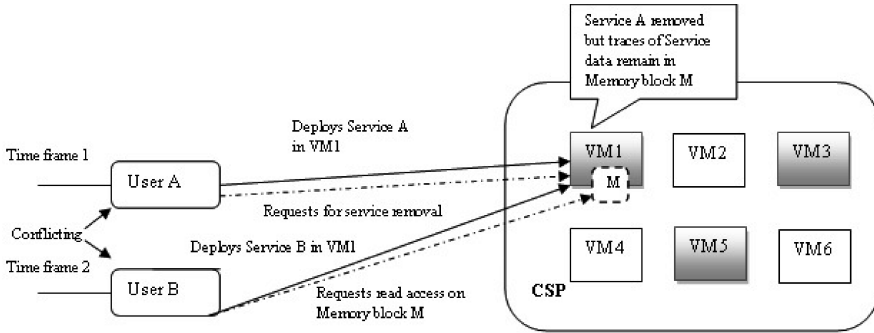 Service A removed
but traces of Service
data remain in
Memory block M
Deploys Service A
in VM1
Time frame 1
User A
VM1
VM2
VM3
M
Requests for service removal
Conflicting
Deploys Service B in VM1
Time frame 2
User B
VM4
VM5
VM6
Requests read access on
Memory block M
CSP